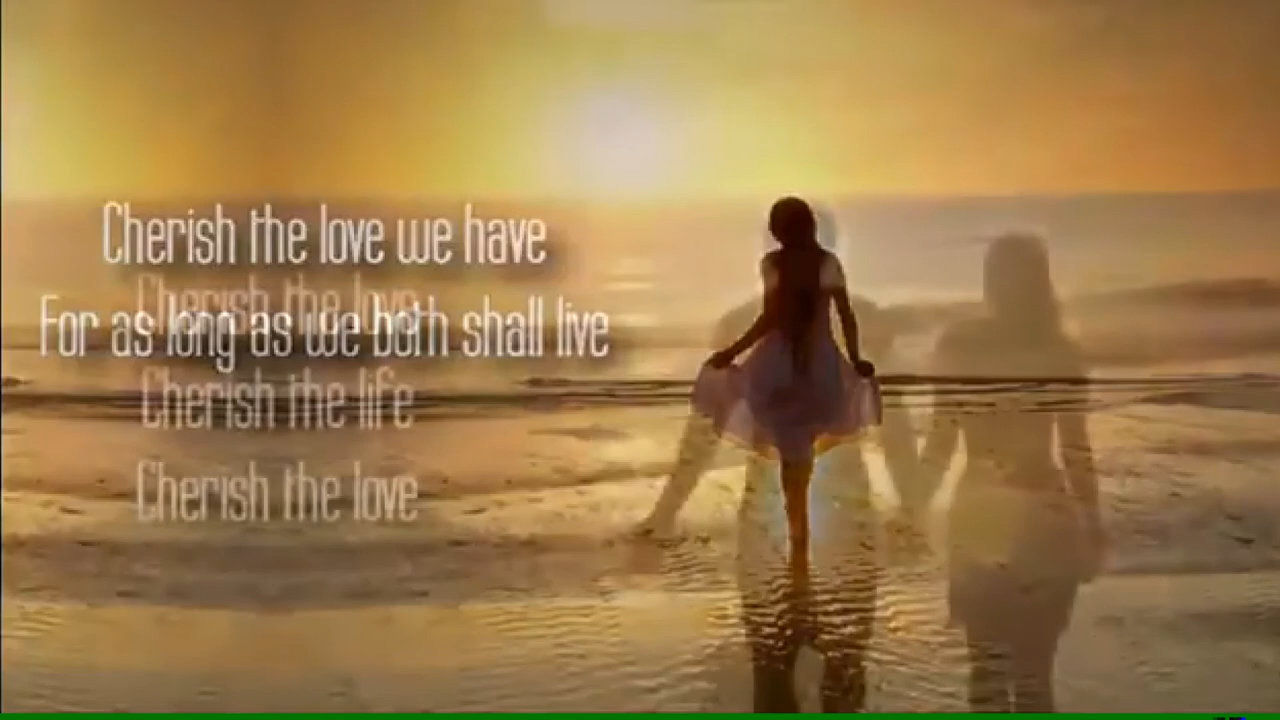 Cherish the love we have
Cherish the love
For as long as we both shall live
Cherish the life
Cherish the love